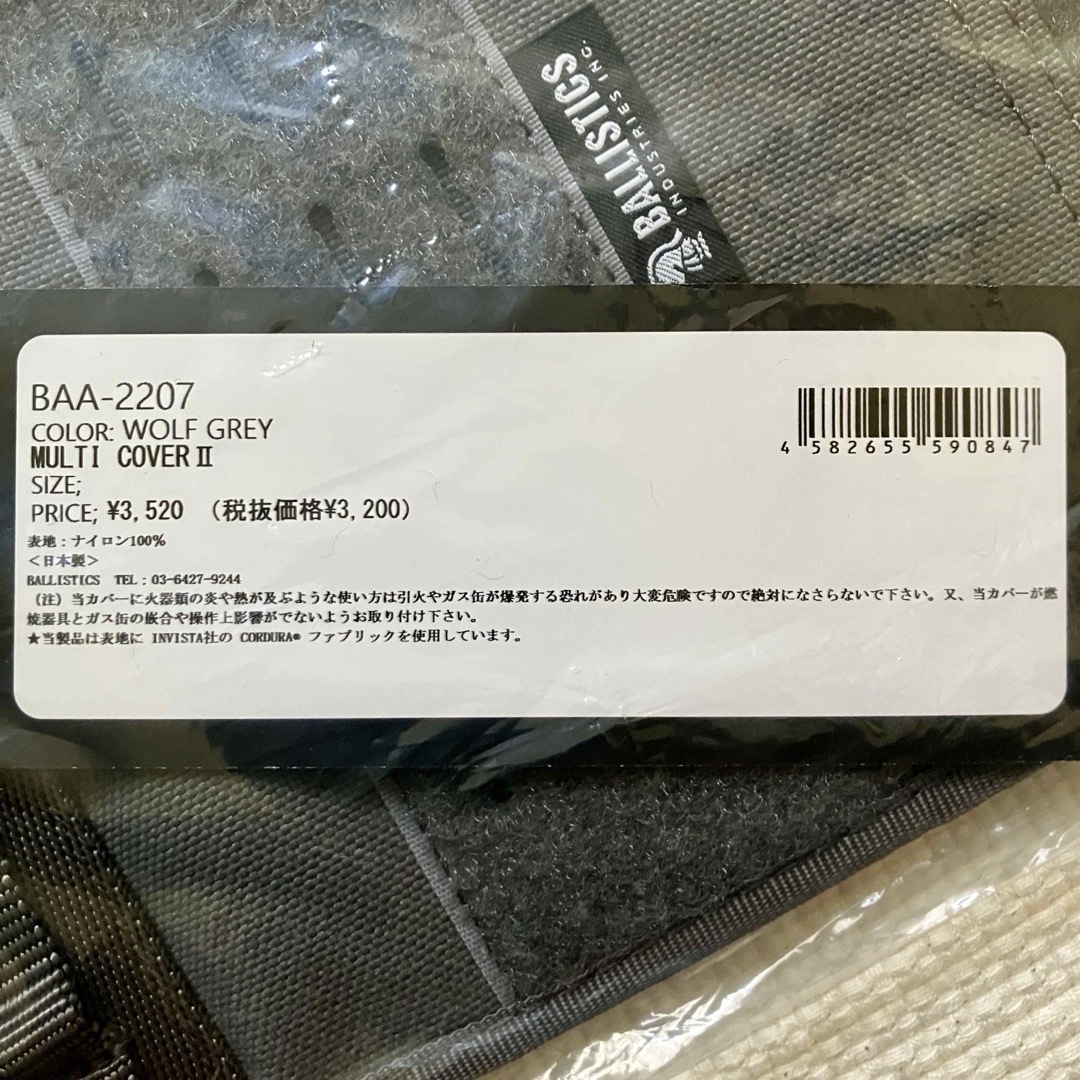 BALLISTICS
INDUSTRIES INC.
BAA-2207
COLOR: WOLF GREY
MULTI COVERⅡ
SIZE;
PRICE; ¥3,520 （税抜価格¥3,200）
表地：ナイロン100%
＜日本製＞
BALLISTICS TEL：03-6427-9244
（注）当カバーに火器類の炎や熱が及ぶような使い方は引火やガス缶が爆発する恐れがあり大変危険ですので絶対になさらないで下さい。又、当カバーが燃
焼器具とガス缶の嵌合や操作上影響がでないようお取り付け下さい。
★当製品は表地に INVISTA社の CORDURA® ファブリックを使用しています。
4 582655 590847